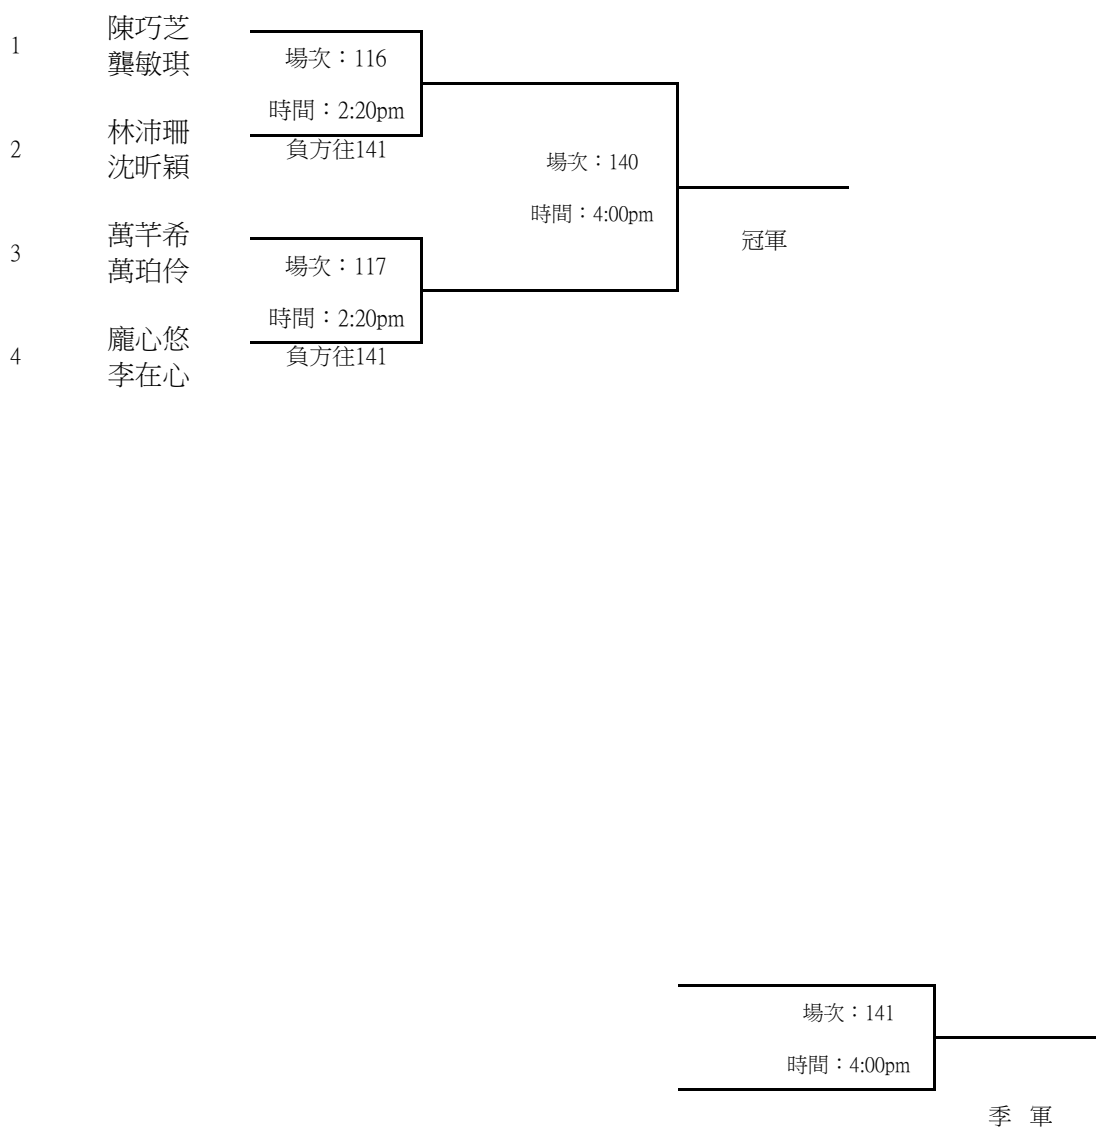 1
陳巧芝
龔敏琪
場次：116
時間：2:20pm
2
林沛珊
沈昕穎
負方往141
場次：140
時間：4:00pm
冠軍
3
萬芊希
萬珀伶
場次：117
時間：2:20pm
4
龐心悠
李在心
負方往141
場次：141
時間：4:00pm
季 軍